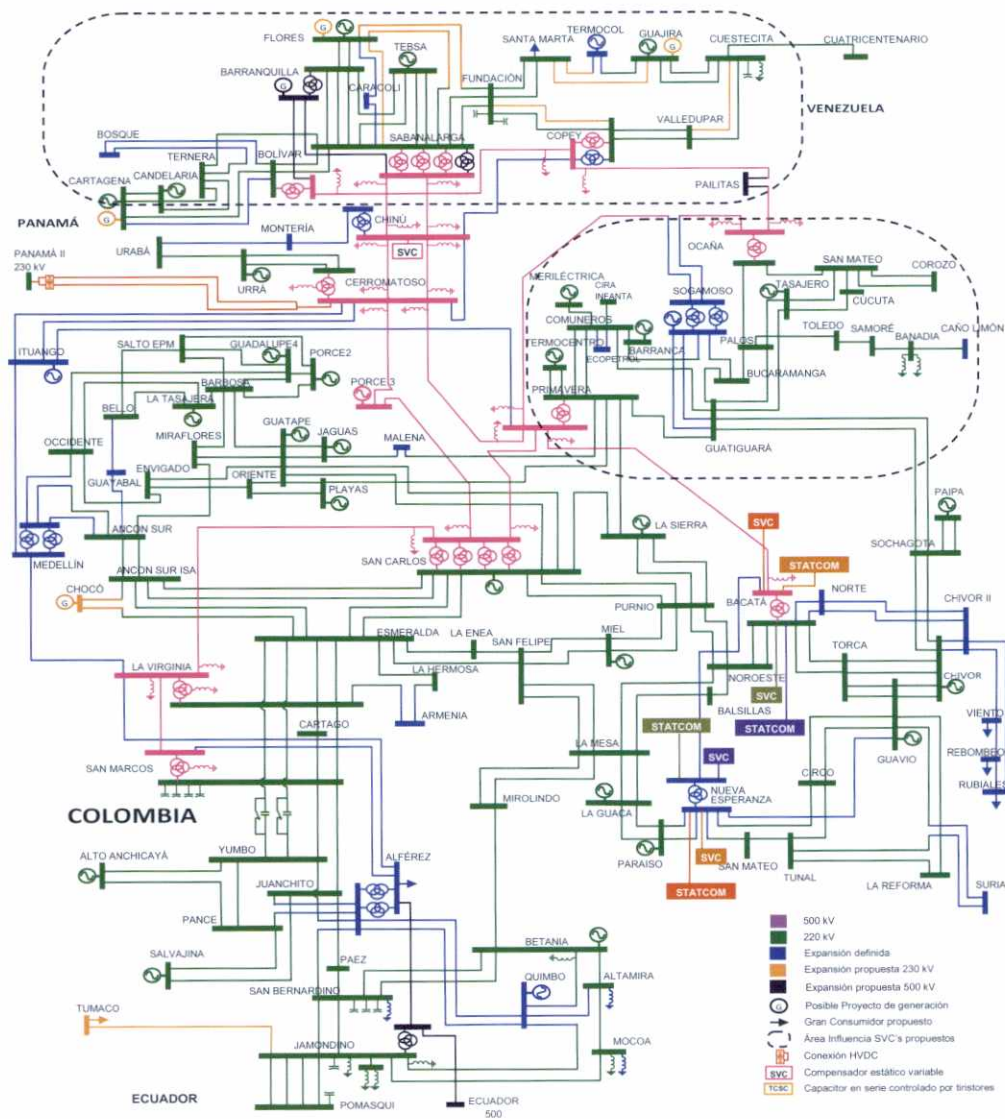 FLORES
TEBSA
SANTA MARTA
TERMOCOL
GUAJIRA
CUESTECITA
CUATRICENTENARIO
BARRANQUILLA
CARACOLI
FUNDACIÓN
VENEZUELA
BOSQUE
SABANALARGA
COPEY
VALLEDUPAR
TERNERA
BOLÍVAR
CANDELARIA
CARTAGENA
PAILITAS
PANAMÁ
CHINÚ
MONTERÍA
SVC
OCAÑA
PANAMÁ II
230 kV
URABÁ
URRÁ
CERROMATOSO
MERILÉCTRICA
CIRA
INFANTA
SOGAMOSO
SAN MATEO
TASAJERO
COROZO
CÚCUTA
COMUNEROS
TERMOCENTRO
ECOPETROL
BARRANCA
PALOS
TOLEDO
SAMORÉ
BANADIA
CAÑO LIMÓN
ITUANGO
SALTO EPM
GUADALUPE4
PORCE2
PORCE 3
PRIMAVERA
BUCARAMANGA
BARBOSA
LA TASAJERA
BELLO
MIRAFLORES
GUATAPE
JAGUAS
MALENA
GUATIGUARÁ
OCCIDENTE
ENVIGADO
GUAYABAL
ORIENTE
PLAYAS
PAIPA
ANCON SUR
MEDELLÍN
SAN CARLOS
LA SIERRA
SVC
SOCHAGOTA
STATCOM
ANCON SUR ISA
CHOCÓ
G
PURNIO
BACATÁ
NORTE
CHIVOR II
ESMERALDA
LA ENEA
SAN FELIPE
MIEL
TORCA
LA VIRGINIA
LA HERMOSA
NOROESTE
CHIVOR
SVC
BALSILLAS
ARMENIA
STATCOM
STATCOM
VIENTO
CARTAGO
LA MESA
SVC
GUAVIO
REBOMBEO
SAN MARCOS
CIRCO
RUBIALES
COLOMBIA
MIROLINDO
LA GUACA
NUEVA
ESPERANZA
YUMBO
ALTO ANCHICAYÁ
ALFÉREZ
PARAISO
SVC
SAN MATEO
TUNAL
JUANCHITO
STATCOM
LA REFORMA
SURIA
PANCE
SALVAJINA
BETANIA
PAEZ
QUIMBO
ALTAMIRA
SAN BERNARDINO
TUMACO
JAMONDINO
MOCOA
ECUADOR
POMASQUI
ECUADOR
500
500 kV
220 kV
Expansión definida
Expansión propuesta 230 kV
Expansión propuesta 500 kV
G Posible Proyecto de generación
Gran Consumidor propuesto
Área Influencia SVC's propuestos
Conexión HVDC
SVC Compensador estático variable
TCSC Capacitor en serie controlado por tiristores